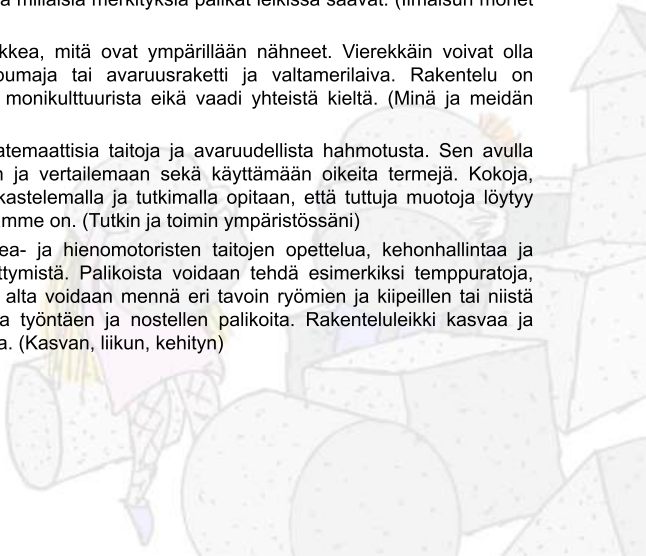 millaisia merkityksiä palikat leikissä saavat. (Ilmaisun monet
kkea, mitä ovat ympärillään nähneet. Vierekkäin voivat olla
oumaja tai avaruusraketti ja valtamerilaiva. Rakentelu on
monikulttuurista eikä vaadi yhteistä kieltä. (Minä ja meidän
atemaattisia taitoja ja avaruudellista hahmotusta. Sen avulla
n ja vertailemaan sekä käyttämään oikeita termejä. Kokoja,
kastelemalla ja tutkimalla opitaan, että tuttuja muotoja löytyy
mme on. (Tutkin ja toimin ympäristössäni)
ea- ja hienomotoristen taitojen opettelua, kehonhallintaa ja
ttymistä. Palikoista voidaan tehdä esimerkiksi temppuratoja,
alta voidaan mennä eri tavoin ryömien ja kiipeillen tai niistä
a työntäen ja nostellen palikoita. Rakenteluleikki kasvaa ja
a. (Kasvan, liikun, kehityn)